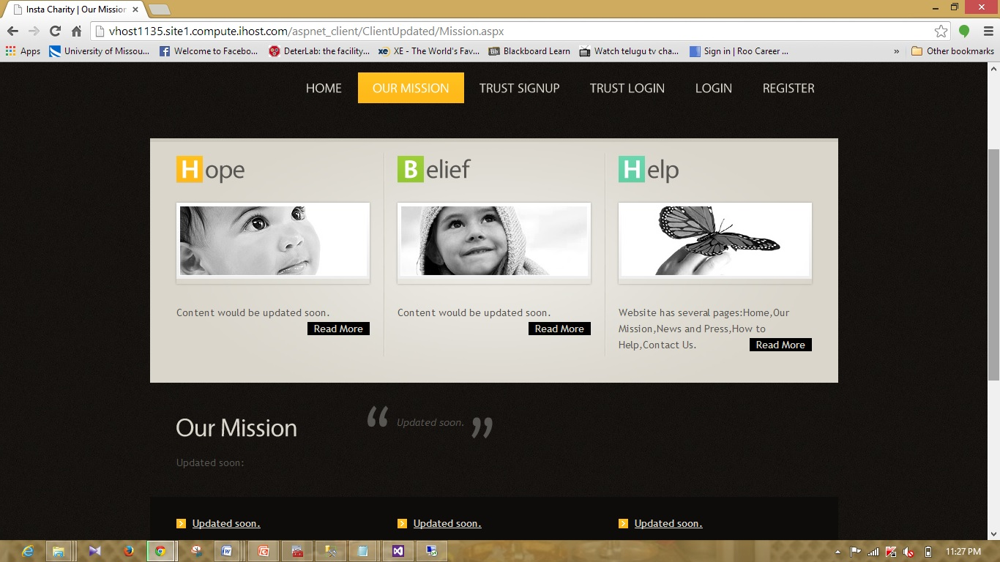 Insta Charity | Our Mission
vhost1135.site1.compute.ihost.com/aspnet_client/ClientUpdated/Mission.aspx
Apps University of Missou... Welcome to Facebo... DeterLab: the facility... XE - The World's Fav... Blackboard Learn Watch telugu tv cha... Sign in | Roo Career ... » Other bookmarks
HOME OUR MISSION TRUST SIGNUP TRUST LOGIN LOGIN REGISTER
Hope
Content would be updated soon.
Read More
Belief
Content would be updated soon.
Read More
Help
Website has several pages:Home,Our
Mission,News and Press,How to
Help,Contact Us.
Read More
Our Mission
“ Updated soon. ”
Updated soon:
Updated soon. Updated soon. Updated soon.
11:27 PM